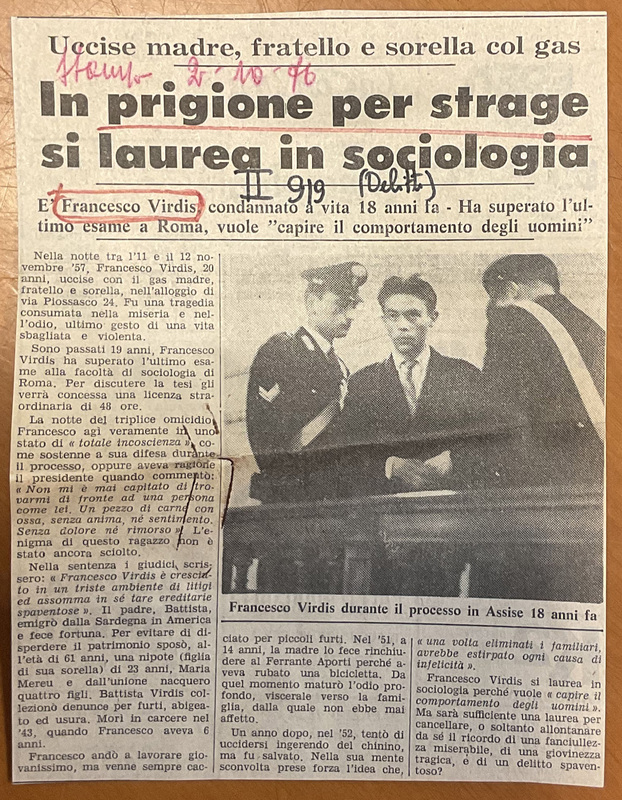 Uccise madre, fratello e sorella col gas
Stampa 2-10-76
In prigione per strage
si laurea in sociologia
II 9/9 (Delitti)
E' Francesco Virdis, condannato a vita 18 anni fa - Ha superato l'ul-
timo esame a Roma, vuole "capire il comportamento degli uomini"
Nella notte tra l'11 e il 12 no-
vembre '57, Francesco Virdis, 20
anni, uccise con il gas madre,
fratello e sorella, nell'alloggio di
via Piossasco 24. Fu una tragedia
consumata nella miseria e nel-
l'odio, ultimo gesto di una vita
sbagliata e violenta.
Sono passati 19 anni, Francesco
Virdis ha superato l'ultimo esa-
me alla facoltà di sociologia di
Roma. Per discutere la tesi gli
verrà concessa una licenza stra-
ordinaria di 48 ore.
La notte del triplice omicidio
Francesco agì veramente in uno
stato di « totale incoscienza », co-
me sostenne a sua difesa durante
il processo, oppure aveva ragione
il presidente quando commentò:
« Non mi è mai capitato di tro-
varmi di fronte ad una persona
come lei. Un pezzo di carne con
ossa, senza anima, né sentimento.
Senza dolore né rimorso »? L'e-
nigma di questo ragazzo non è
stato ancora sciolto.
Nella sentenza i giudici scris-
sero: « Francesco Virdis è cresciu-
to in un triste ambiente di litigi
ed assomma in sé tare ereditarie
spaventose ». Il padre, Battista,
emigrò dalla Sardegna in America
e fece fortuna. Per evitare di di-
sperdere il patrimonio sposò, al-
l'età di 61 anni, una nipote (figlia
di sua sorella) di 23 anni, Maria
Mereu e dall'unione nacquero
quattro figli. Battista Virdis col-
lezionò denunce per furti, abigea-
to ed usura. Morì in carcere nel
'43, quando Francesco aveva 6
anni.
Francesco andò a lavorare gio-
vanissimo, ma venne sempre cac-
Francesco Virdis durante il processo in Assise 18 anni fa
ciato per piccoli furti. Nel '51, a
14 anni, la madre lo fece rinchiu-
dere al Ferrante Aporti perché a-
veva rubato una bicicletta. Da
quel momento maturò l'odio pro-
fondo, viscerale verso la fami-
glia, dalla quale non ebbe mai
affetto.
Un anno dopo, nel '52, tentò di
uccidersi ingerendo del chinino,
ma fu salvato. Nella sua mente
sconvolta prese forza l'idea che,
« una volta eliminati i familiari,
avrebbe estirpato ogni causa di
infelicità ».
Francesco Virdis si laurea in
sociologia perché vuole « capire il
comportamento degli uomini ».
Ma sarà sufficiente una laurea per
cancellare, o soltanto allontanare
da sé il ricordo di una fanciullez-
za miserabile, di una giovinezza
tragica, e di un delitto spaven-
toso?